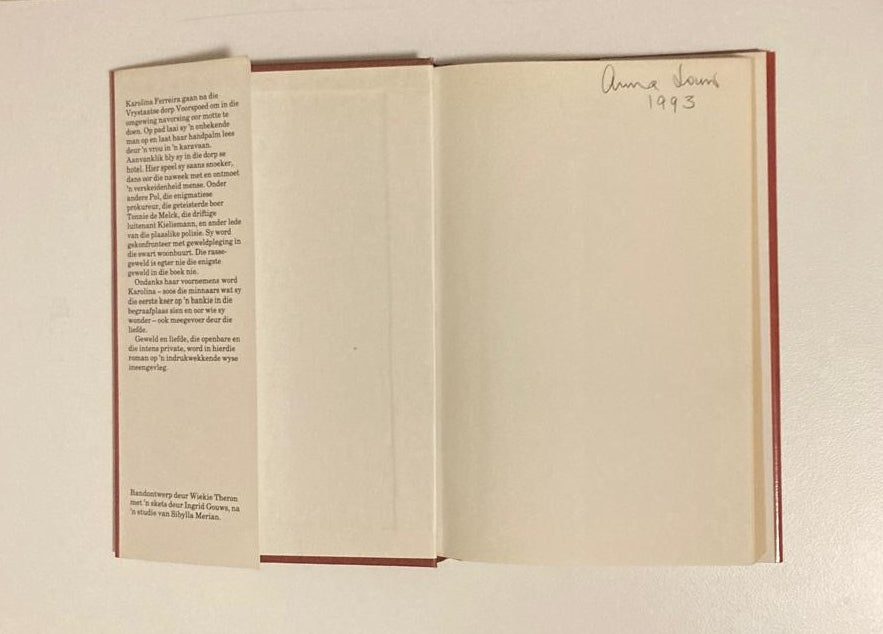 Karolina Ferreira gaan na die
Vrystaatse dorp Voorspoed om in die
omgewing navorsing oor motte te
doen. Op pad laai sy 'n onbekende
man op en laat haar handpalm lees
deur 'n vrou in 'n karavaan.
Aanvanklik bly sy in die dorp se
hotel. Hier speel sy saans snoeker,
dans oor die naweek met en ontmoet
'n verskeidenheid mense. Onder
andere Pol, die enigmatiese
prokureur, die geteisterde boer
Tonnie de Melck, die driftige
luitenant Kieliemann, en ander lede
van die plaaslike polisie. Sy word
gekonfronteer met geweldpleging in
die swart woonbuurt. Die rasse-
geweld is egter nie die enigste
geweld in die boek nie.
Ondanks haar voornemens word
Karolina – soos die minnaars wat sy
die eerste keer op 'n bankie in die
begraafplaas sien en oor wie sy
wonder – ook meegevoer deur die
liefde.
Geweld en liefde, die openbare en
die intens private, word in hierdie
roman op 'n indrukwekkende wyse
ineengevleg.
Bandontwerp deur Wiekie Theron
met 'n skets deur Ingrid Gouws, na
'n studie van Sibylla Merian.
Anna Louw
1993